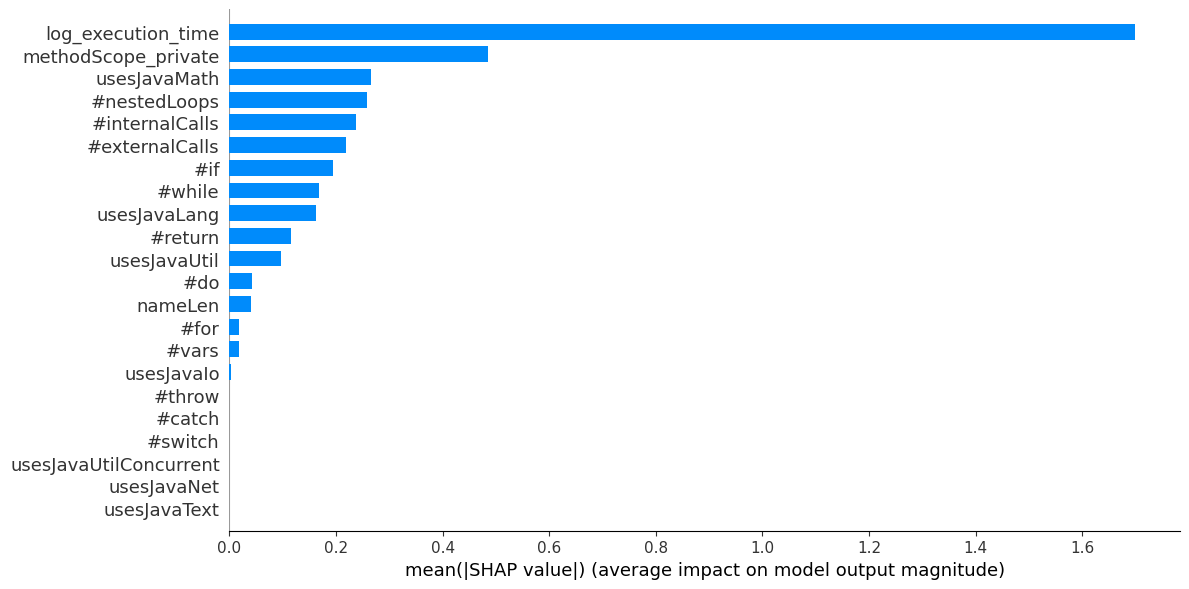 log_execution_time
methodScope_private
usesJavaMath
#nestedLoops
#internalCalls
#externalCalls
#if
#while
usesJavaLang
#return
usesJavaUtil
#do
nameLen
#for
#vars
usesJavaIo
#throw
#catch
#switch
usesJavaUtilConcurrent
usesJavaNet
usesJavaText
0.0 0.2 0.4 0.6 0.8 1.0 1.2 1.4 1.6
mean(|SHAP value|) (average impact on model output magnitude)